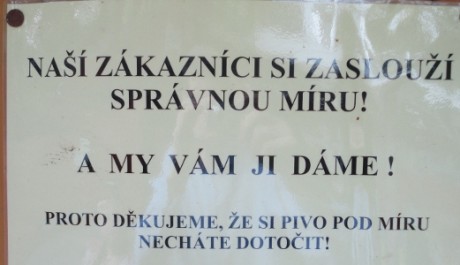 NAŠÍ ZÁKAZNÍCI SI ZASLOUŽÍ
SPRÁVNOU MÍRU!
A MY VÁM JI DÁME !
PROTO DĚKUJEME, ŽE SI PIVO POD MÍRU
NECHÁTE DOTOČIT!